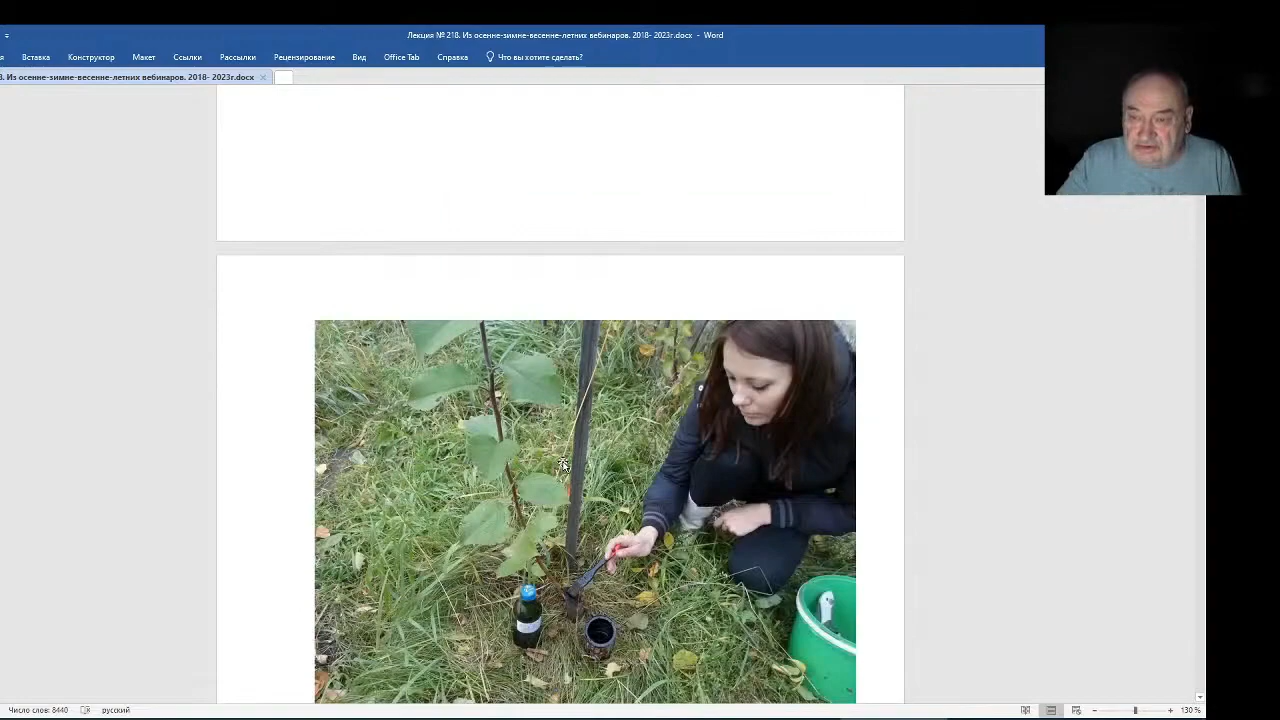 Лекция № 218. Из осенне-зимне-весенне-летних вебинаров. 2018- 2023г.docx - Word
я Вставка Конструктор Макет Ссылки Рассылки Рецензирование Вид Office Tab Справка Что вы хотите сделать?
8. Из осенне-зимне-весенне-летних вебинаров. 2018- 2023г.docx
Число слов: 8440 русский 130 %